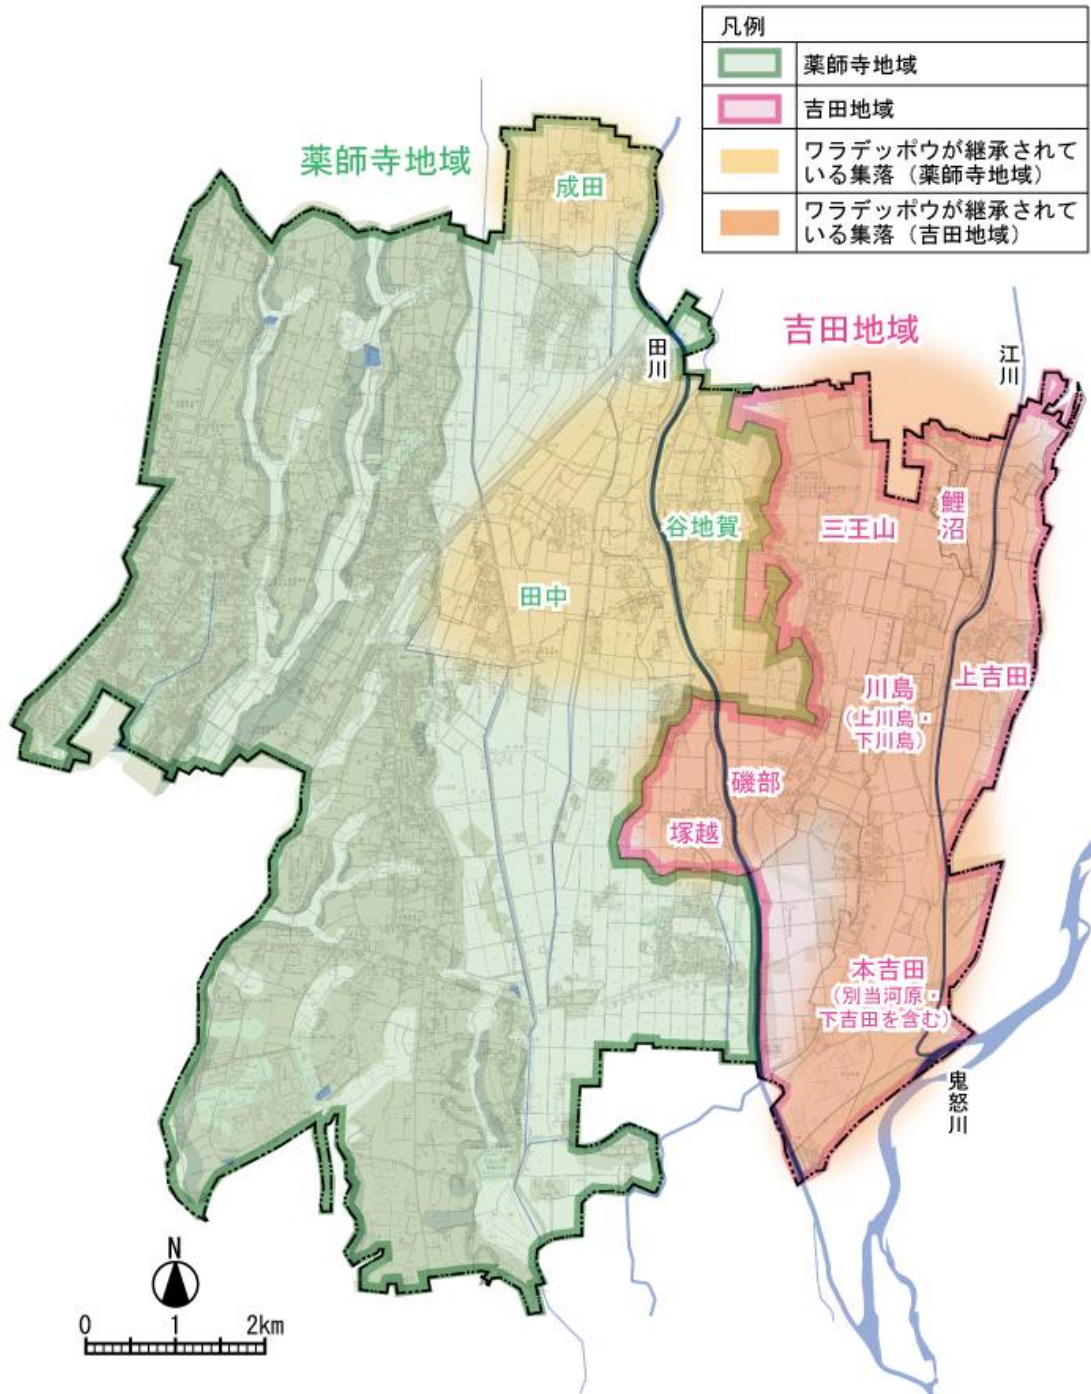 凡例
薬師寺地域
吉田地域
ワラデッポウが継承されて
いる集落（薬師寺地域）
ワラデッポウが継承されて
いる集落（吉田地域）
薬師寺地域
成田
吉田地域
田川
江川
鯉沼
谷地賀
三王山
田中
上吉田
川島
（上川島・
下川島）
磯部
塚越
本吉田
（別当河原・
下吉田を含む）
鬼怒川
N
0 1 2km